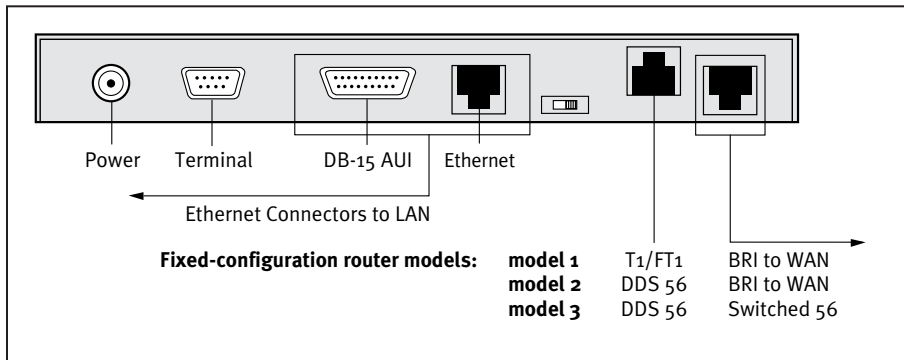 Power Terminal DB-15 AUI Ethernet
Ethernet Connectors to LAN
Fixed-configuration router models: model 1 T1/FT1 BRI to WAN
model 2 DDS 56 BRI to WAN
model 3 DDS 56 Switched 56